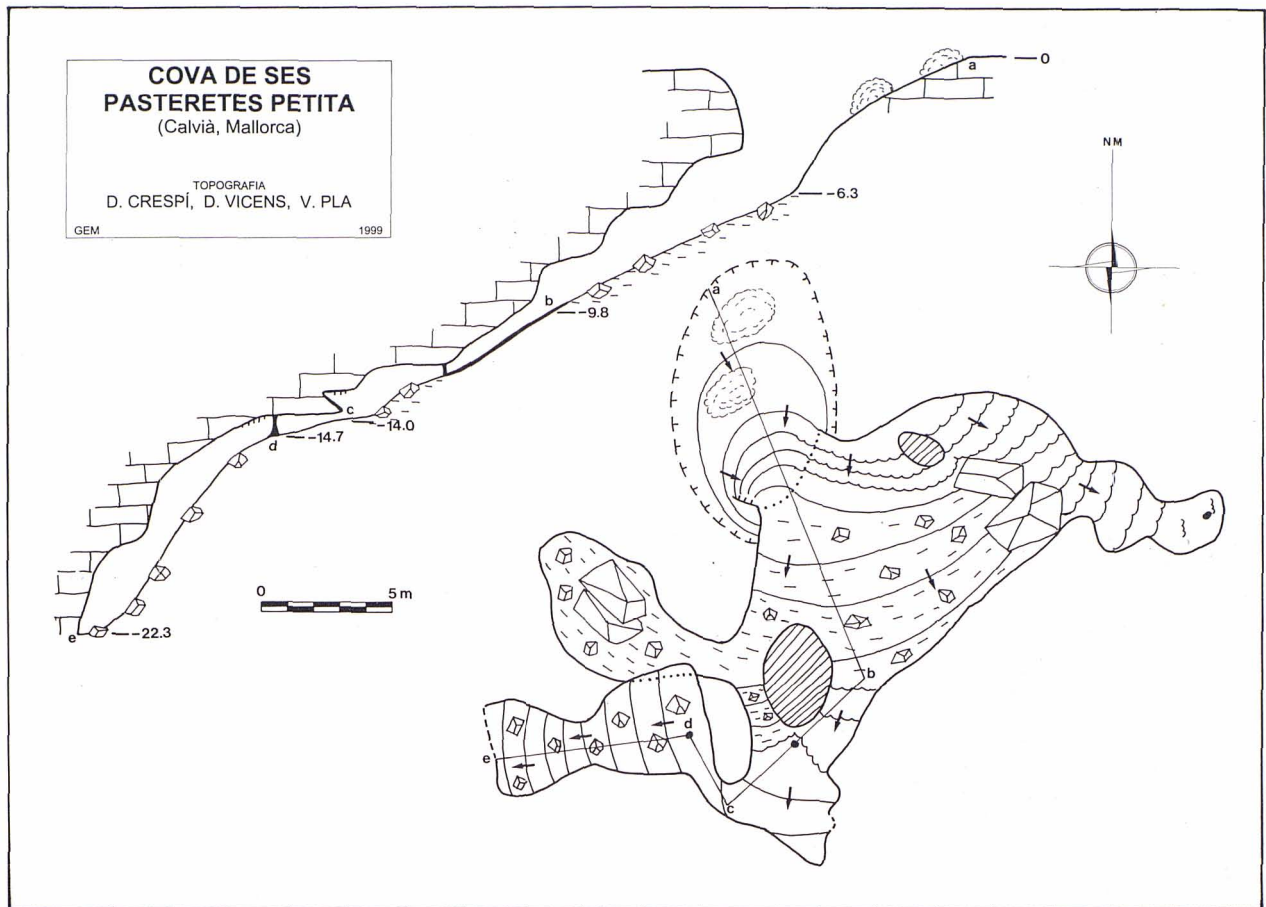 COVA DE SES
PASTERETES PETITA
(Calvià, Mallorca)
TOPOGRAFIA
D. CRESPÍ, D. VICENS, V. PLA
GEM 1999
a
0
-6.3
b
-9.8
c
-14.0
-14.7
d
e
-22.3
0 5 m
NM
a
b
d
e
c